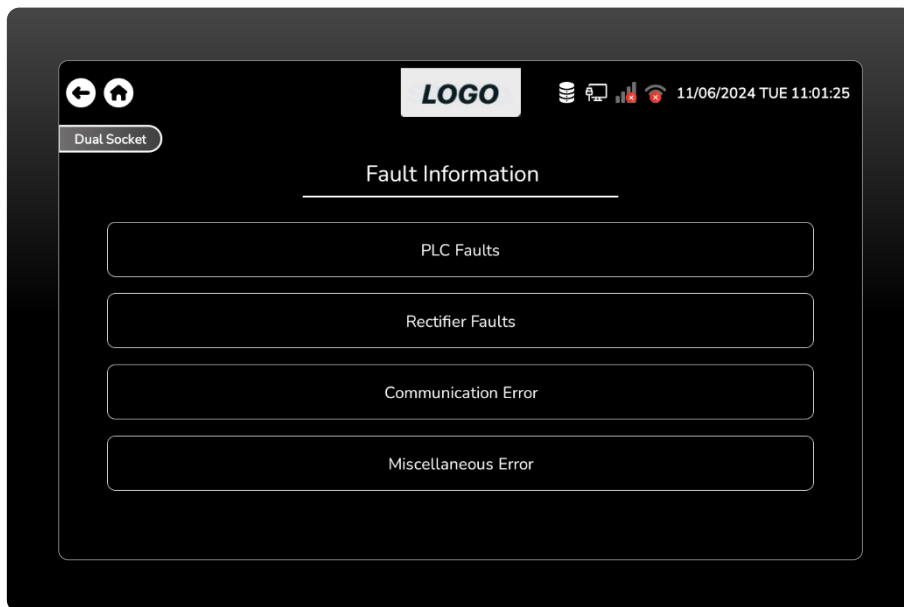 LOGO
11/06/2024 TUE 11:01:25
Dual Socket
Fault Information
PLC Faults
Rectifier Faults
Communication Error
Miscellaneous Error